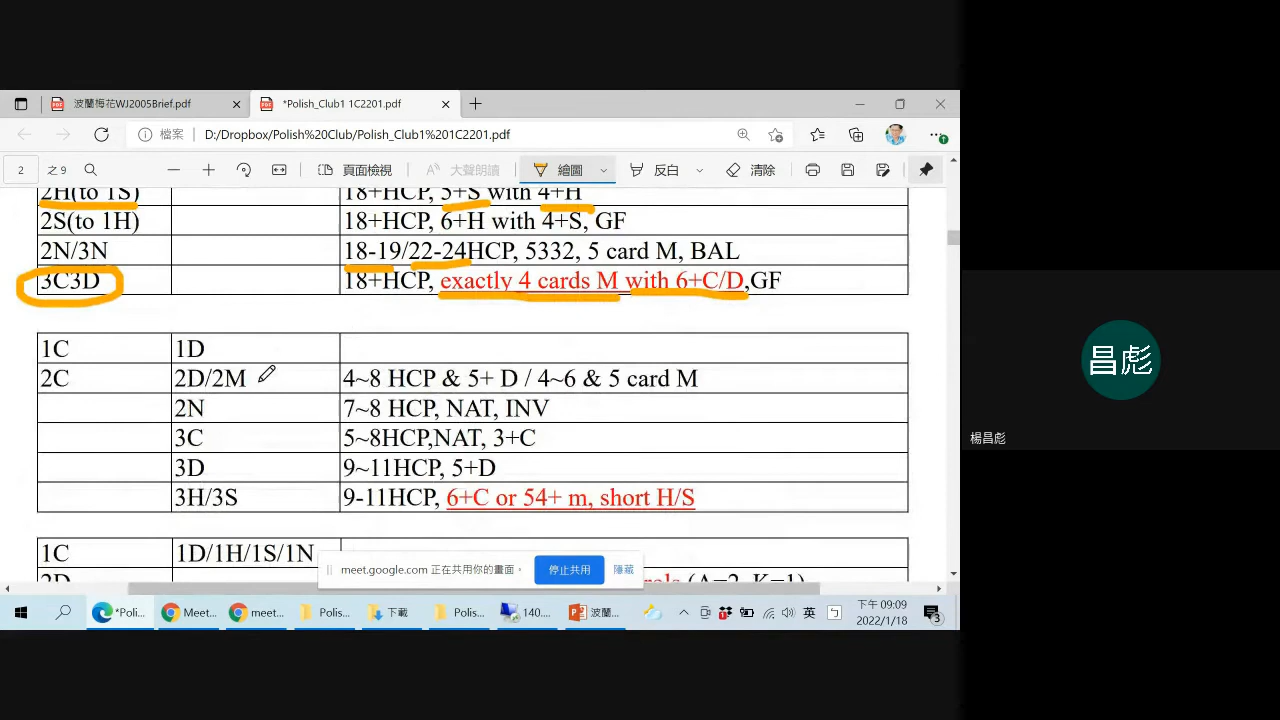 波蘭梅花WJ2005Brief.pdf
*Polish_Club1 1C2201.pdf
檔案
D:/Dropbox/Polish%20Club/Polish_Club1%201C2201.pdf
2 之 9 頁面檢視 大聲朗讀 繪圖 反白 清除
2H(to 1S) 18+HCP, 5+S with 4+H
2S(to 1H) 18+HCP, 6+H with 4+S, GF
2N/3N 18-19/22-24HCP, 5332, 5 card M, BAL
3C3D 18+HCP, exactly 4 cards M with 6+C/D,GF
1C 1D
2C 2D/2M 4~8 HCP & 5+ D / 4~6 & 5 card M
2N 7~8 HCP, NAT, INV
3C 5~8HCP,NAT, 3+C
3D 9~11HCP, 5+D
3H/3S 9-11HCP, 6+C or 54+ m, short H/S
1C 1D/1H/1S/1N
2D (A=2, K=1)
meet.google.com 正在共用你的畫面。 停止共用 隱藏
*Poli... Meet... meet... Polis... 下載 Polis... 140.... 波蘭... 英 下午 09:09
2022/1/18
3
昌彪
楊昌彪